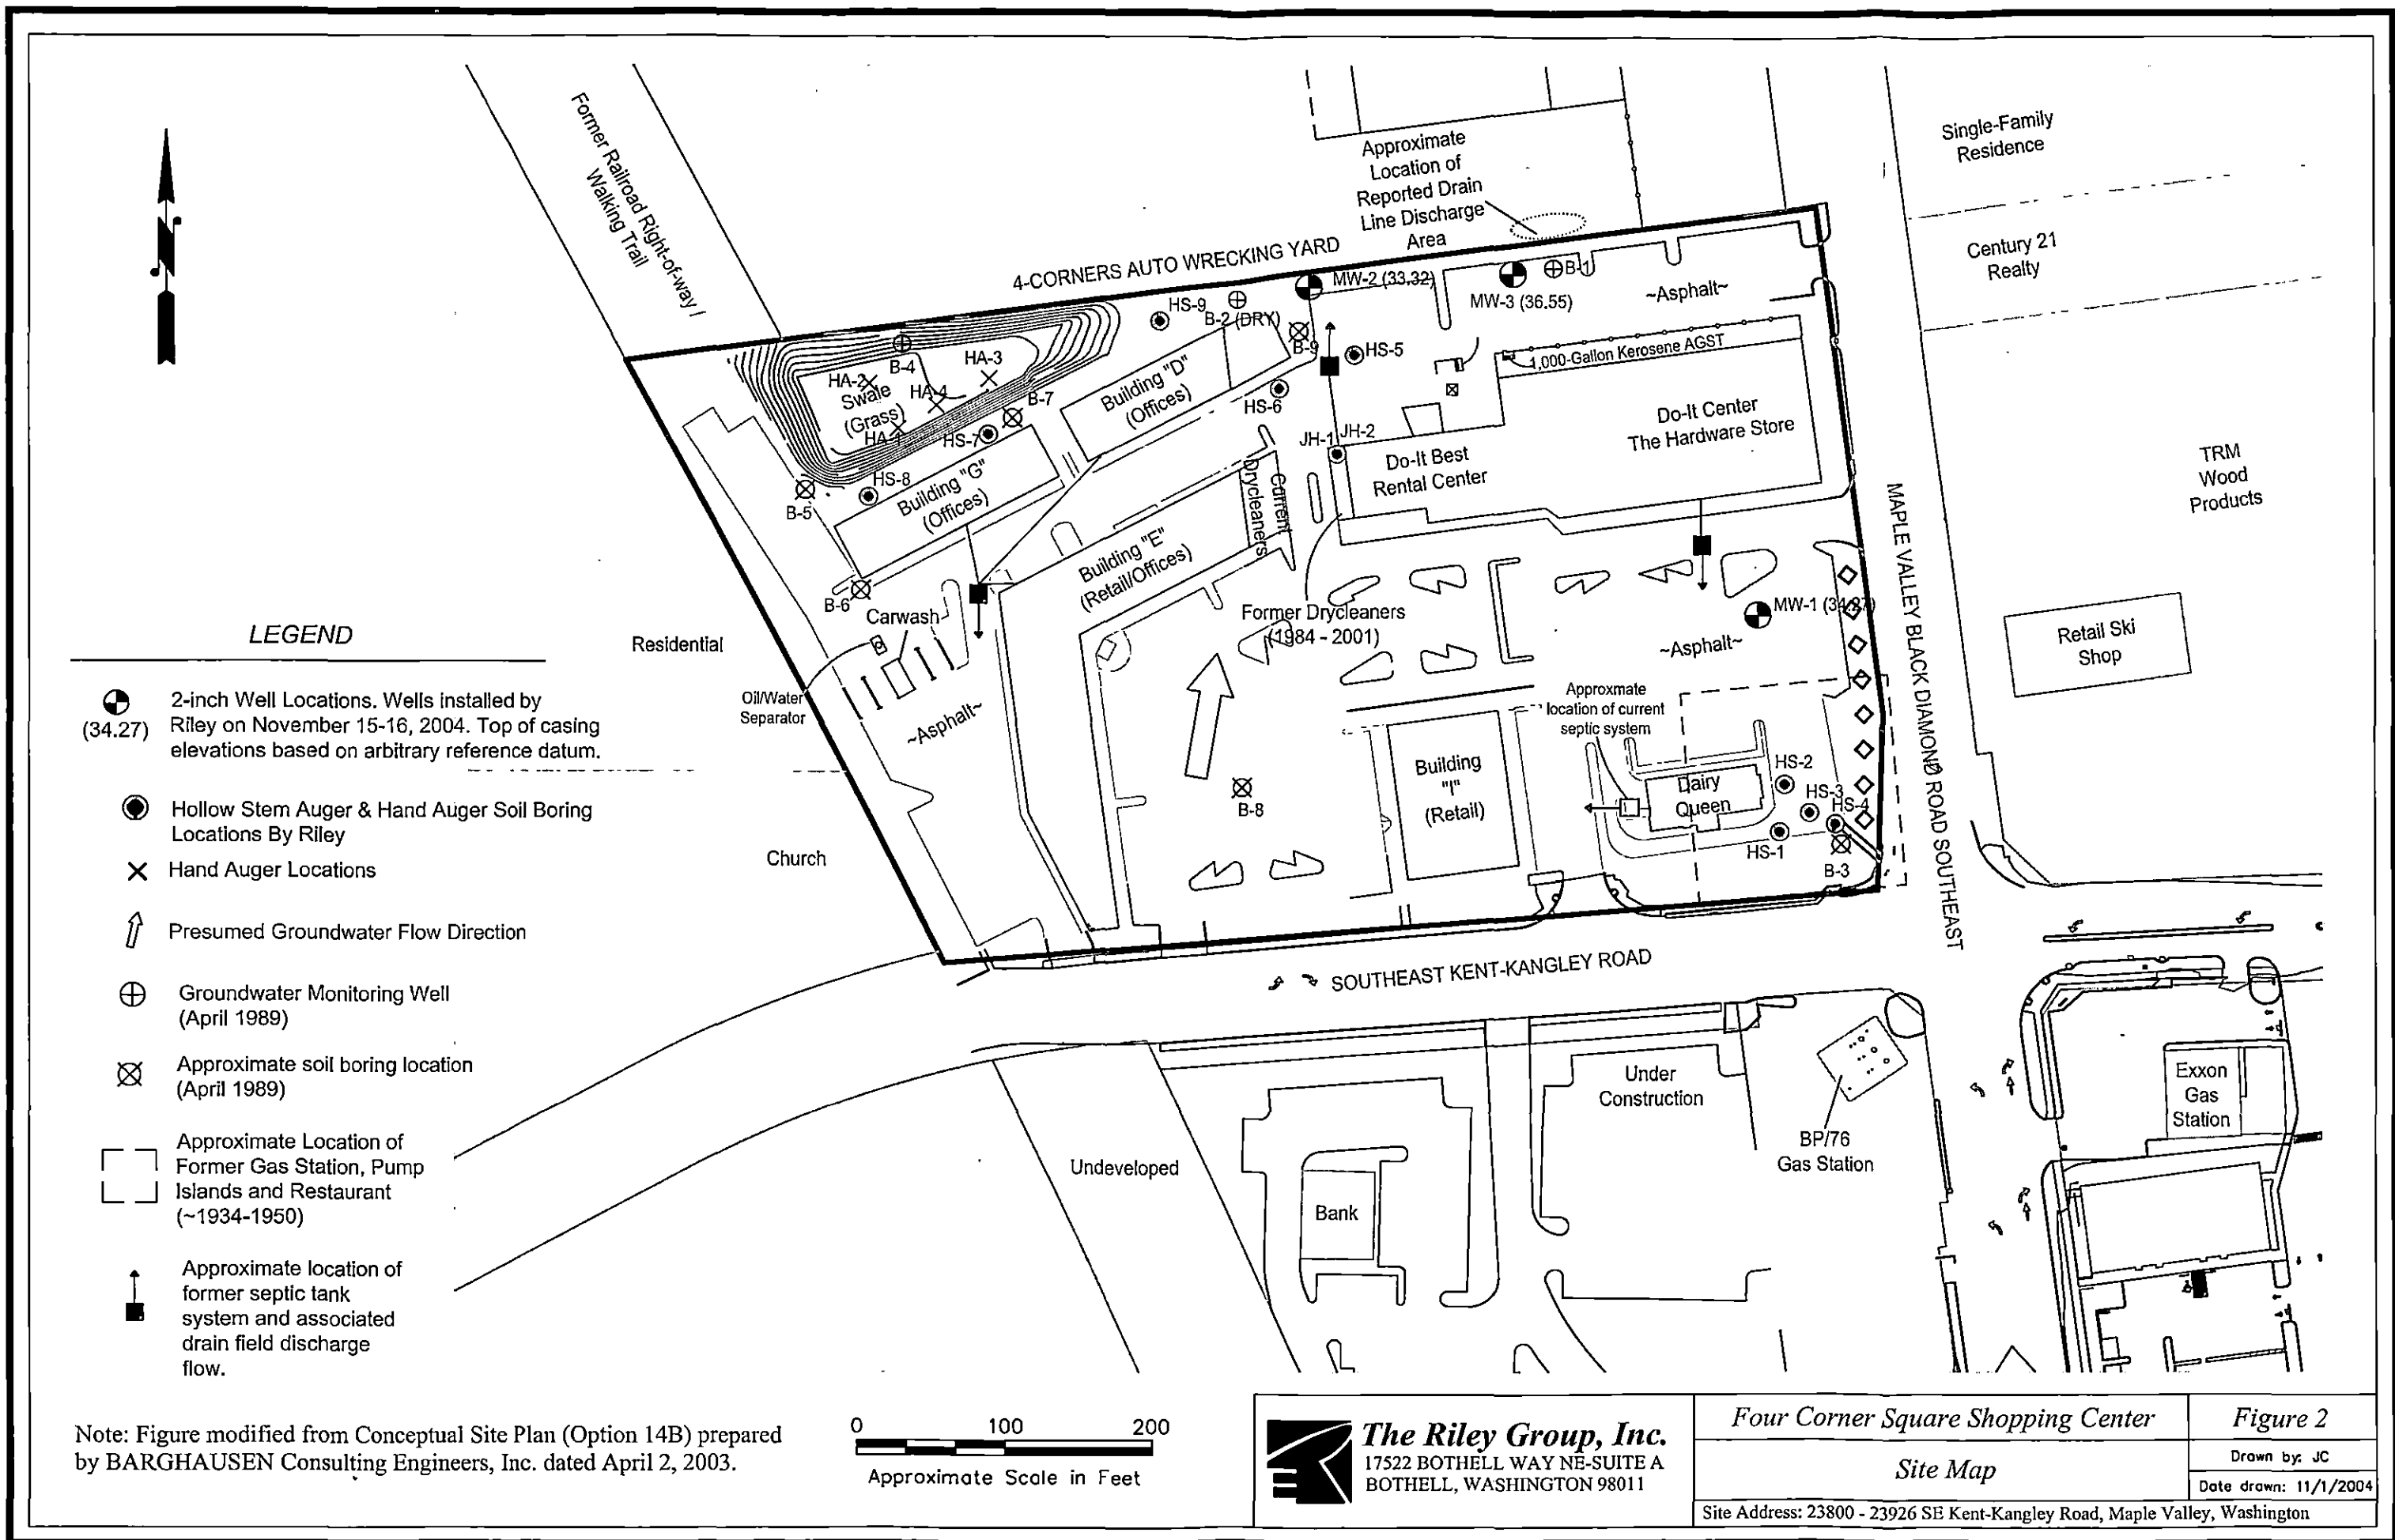 Former Railroad Right-of-way /
Walking Trail
4-CORNERS AUTO WRECKING YARD
Approximate
Location of
Reported Drain
Line Discharge
Area
Single-Family
Residence
Century 21
Realty
TRM
Wood
Products
Retail Ski
Shop
MAPLE VALLEY BLACK DIAMOND ROAD SOUTHEAST
MW-2 (33.32)
MW-3 (36.55)
B-1
~Asphalt~
HS-9
B-2 (DRY)
B-9
HS-5
HS-6
1,000-Gallon Kerosene AGST
Do-It Center
The Hardware Store
Do-It Best
Rental Center
JH-1
JH-2
B-4
HA-3
HA-2
HA-4
Swale
(Grass)
HA-1
B-7
HS-7
HS-8
B-5
B-6
Building "D"
(Offices)
Building "G"
(Offices)
Building "E"
(Retail/Offices)
Current
Drycleaners
Former Drycleaners
(1984 - 2001)
MW-1 (34.27)
~Asphalt~
Carwash
Oil/Water
Separator
~Asphalt~
Residential
Church
B-8
Building
"I"
(Retail)
Approxmate
location of current
septic system
Dairy
Queen
HS-2
HS-3
HS-4
HS-1
B-3
SOUTHEAST KENT-KANGLEY ROAD
Undeveloped
Bank
Under
Construction
BP/76
Gas Station
Exxon
Gas
Station
N
LEGEND
(34.27)
2-inch Well Locations. Wells installed by
Riley on November 15-16, 2004. Top of casing
elevations based on arbitrary reference datum.
Hollow Stem Auger & Hand Auger Soil Boring
Locations By Riley
Hand Auger Locations
Presumed Groundwater Flow Direction
Groundwater Monitoring Well
(April 1989)
Approximate soil boring location
(April 1989)
Approximate Location of
Former Gas Station, Pump
Islands and Restaurant
(~1934-1950)
Approximate location of
former septic tank
system and associated
drain field discharge
flow.
Note: Figure modified from Conceptual Site Plan (Option 14B) prepared
by BARGHAUSEN Consulting Engineers, Inc. dated April 2, 2003.
0 100 200
Approximate Scale in Feet
The Riley Group, Inc.
17522 BOTHELL WAY NE-SUITE A
BOTHELL, WASHINGTON 98011
Four Corner Square Shopping Center
Site Map
Figure 2
Drawn by: JC
Date drawn: 11/1/2004
Site Address: 23800 - 23926 SE Kent-Kangley Road, Maple Valley, Washington